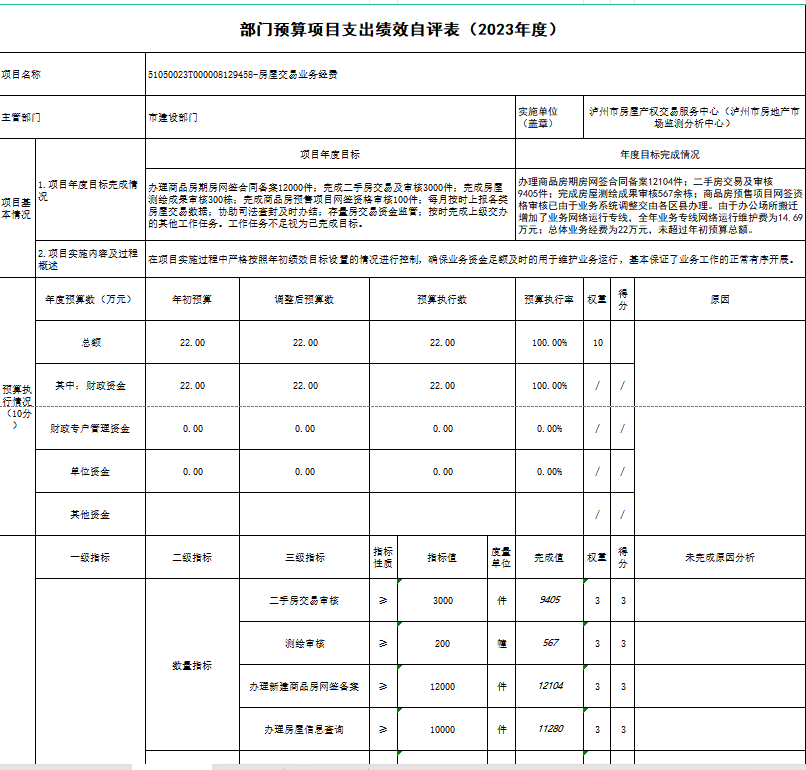 部门预算项目支出绩效自评表（2023年度）
项目名称
51050023T000008129458-房屋交易业务经费
主管部门
市建设部门
实施单位
（盖章）
泸州市房屋产权交易服务中心（泸州市房地产市
场监测分析中心）
项目基
本情况
1.项目年度目标完成情
况
项目年度目标
年度目标完成情况
办理商品房期房网签合同备案12000件；完成二手房交易及审核3000件；完成房屋
测绘成果审核300栋；完成商品房预售项目网签资格审核100件；每月按时上报各类
房屋交易数据；协助司法查封及时办结；存量房交易资金监管；按时完成上级交办
的其他工作任务。工作任务不足视为已完成目标。
办理商品房期房网签合同备案12104件；二手房交易及审核
9405件；完成房屋测绘成果审核567余栋；商品房预售项目网签资
格审核已由于业务系统调整交由各区县办理。由于办公场所搬迁
增加了业务网络运行专线，全年业务专线网络运行维护费为14.69
万元；总体业务经费为22万元，未超过年初预算总额。
2.项目实施内容及过程
概述
在项目实施过程中严格按照年初绩效目标设置的情况进行控制，确保业务资金足额及时的用于维护业务运行，基本保证了业务工作的正常有序开展。
预算执
行情况
（10分
）
年度预算数（万元） 年初预算 调整后预算数 预算执行数 预算执行率 权重 得分 原因
总额 22.00 22.00 22.00 100.00% 10
其中：财政资金 22.00 22.00 22.00 100.00% / /
财政专户管理资金 0.00 0.00 0.00 0.00% / /
单位资金 0.00 0.00 0.00 0.00% / /
其他资金 / /
一级指标 二级指标 三级指标 指标性质 指标值 度量单位 完成值 权重 得分 未完成原因分析
数量指标
二手房交易审核 ≥ 3000 件 9405 3 3
测绘审核 ≥ 200 幢 567 3 3
办理新建商品房网签备案 ≥ 12000 件 12104 3 3
办理房屋信息查询 ≥ 10000 件 11280 3 3